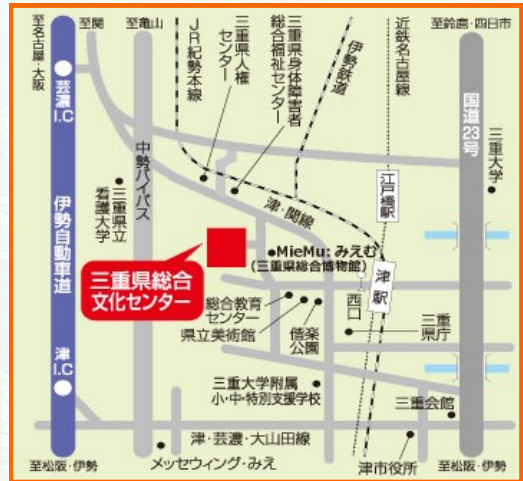 至名古屋・大阪
至関
至亀山
JR紀勢本線
三重県人権
センター
三重県身体障害者
総合福祉センター
伊勢鉄道
近鉄名古屋線
至鈴鹿・四日市
芸濃
I.C
中勢バイパス
国道23号
三重大学
江戸橋駅
三重県立
看護大学
伊勢自動車道
津・関線
MieMu:みえむ
(三重県総合博物館)
三重県総合
文化センター
津駅
西口
総合教育
センター
県立美術館
偕楽
公園
三重
県庁
津
I.C
三重大学附属
小・中・特別支援学校
三重会館
津・芸濃・大山田線
至松阪・伊勢
メッセウィング・みえ
津市役所
至松阪・伊勢